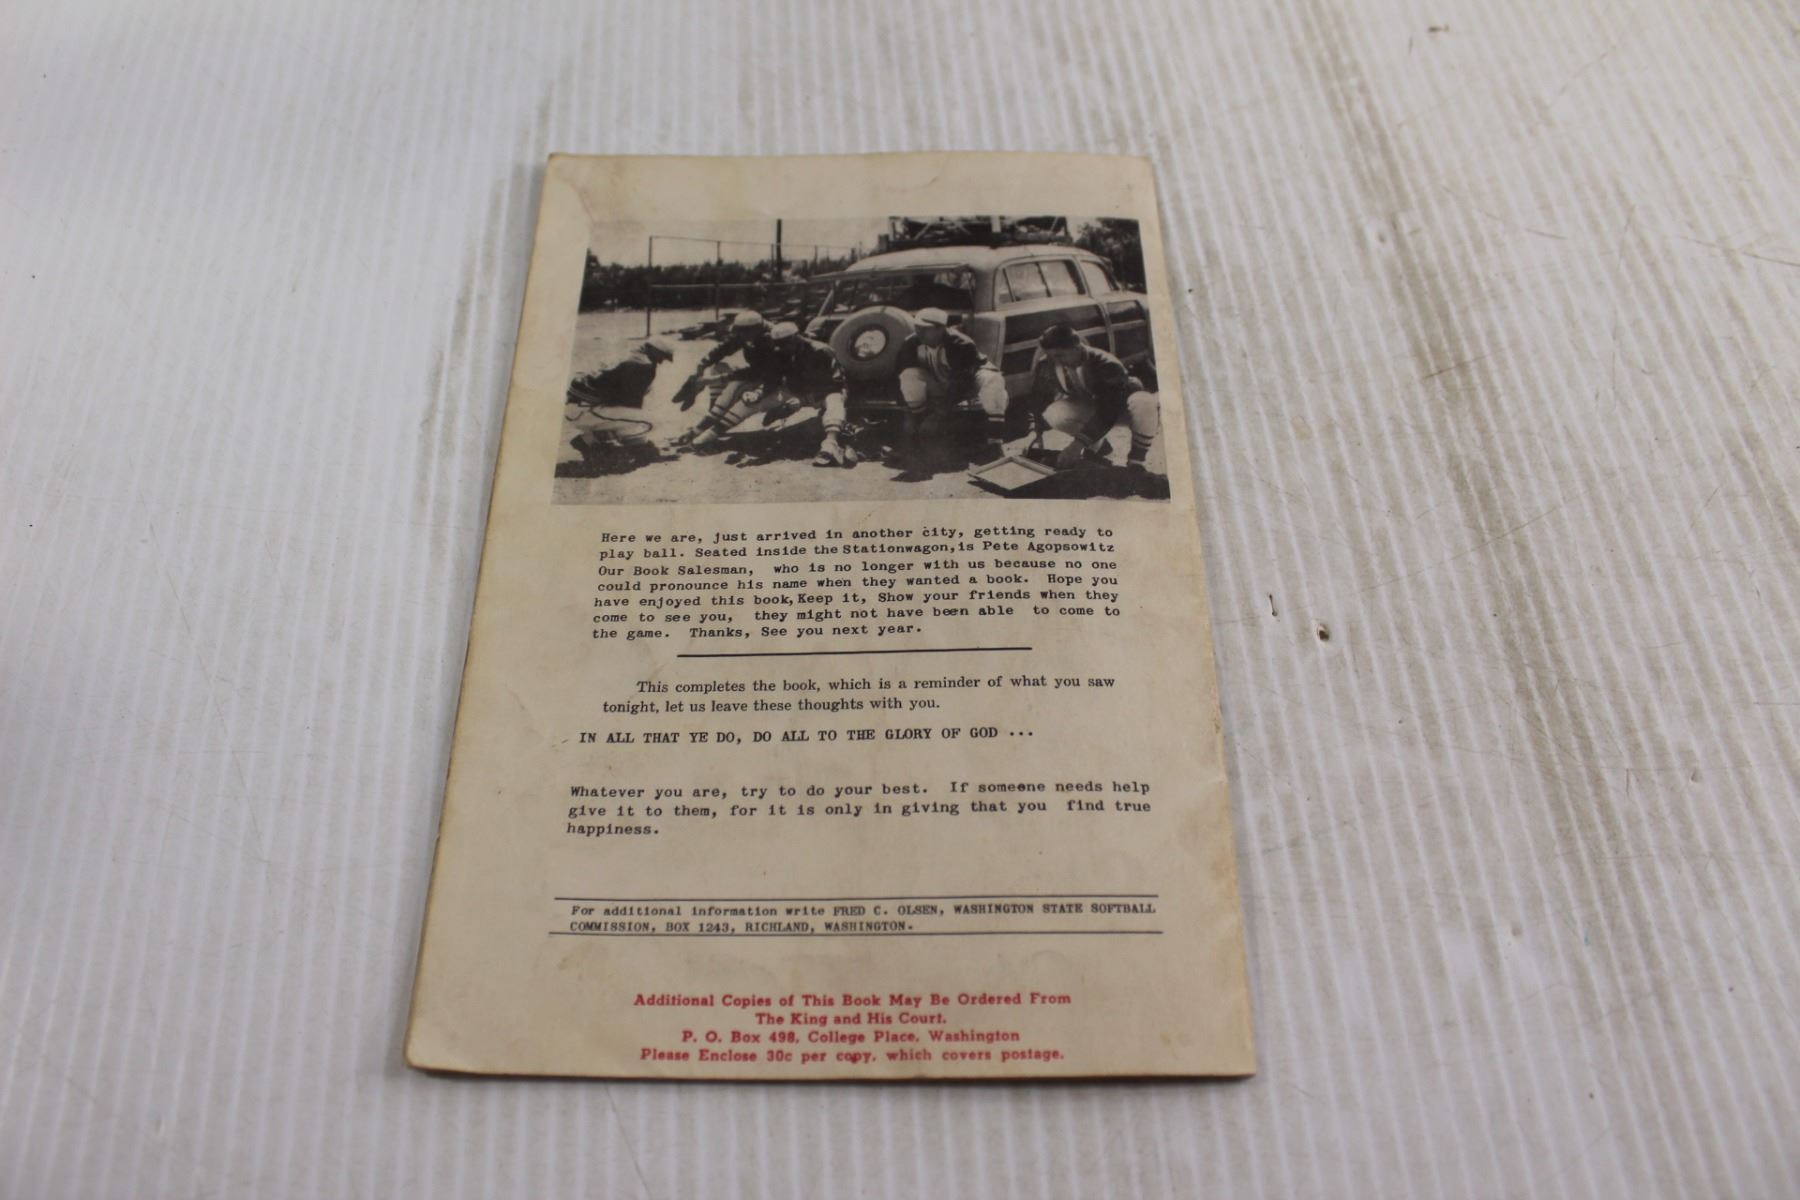 Here we are, just arrived in another city, getting ready to
play ball. Seated inside the Stationwagon, is Pete Agopsowitz
Our Book Salesman, who is no longer with us because no one
could pronounce his name when they wanted a book. Hope you
have enjoyed this book, Keep it, Show your friends when they
come to see you, they might not have been able to come to
the game. Thanks, See you next year.
This completes the book, which is a reminder of what you saw
tonight, let us leave these thoughts with you.
IN ALL THAT YE DO, DO ALL TO THE GLORY OF GOD ...
Whatever you are, try to do your best. If someone needs help
give it to them, for it is only in giving that you find true
happiness.
For additional information write FRED C. OLSEN, WASHINGTON STATE SOFTBALL
COMMISSION, BOX 1243, RICHLAND, WASHINGTON.
Additional Copies of This Book May Be Ordered From
The King and His Court.
P. O. Box 498, College Place, Washington
Please Enclose 30c per copy, which covers postage.